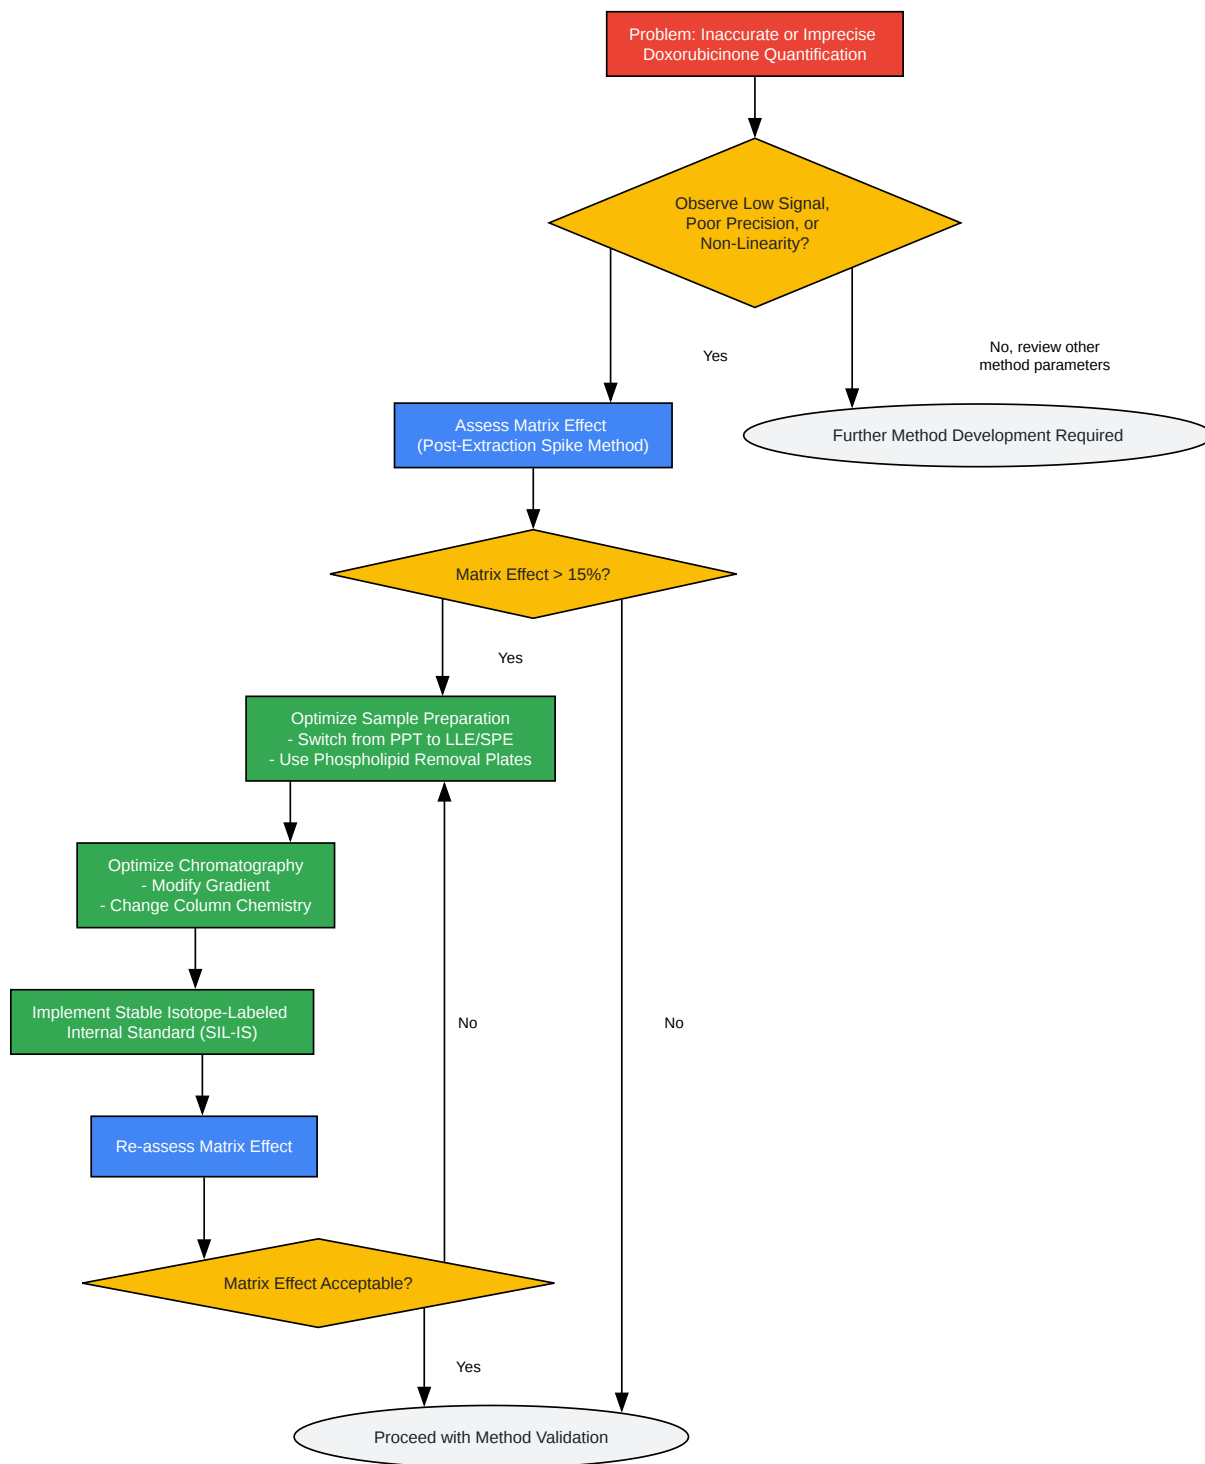 Problem: Inaccurate or Imprecise
Doxorubicinone Quantification
Observe Low Signal,
Poor Precision, or
Non-Linearity?
Yes
No, review other
method parameters
Assess Matrix Effect
(Post-Extraction Spike Method)
Further Method Development Required
Matrix Effect > 15%?
Yes
Optimize Sample Preparation
- Switch from PPT to LLE/SPE
- Use Phospholipid Removal Plates
Optimize Chromatography
- Modify Gradient
- Change Column Chemistry
Implement Stable Isotope-Labeled
Internal Standard (SIL-IS)
No
No
Re-assess Matrix Effect
Matrix Effect Acceptable?
Yes
Proceed with Method Validation